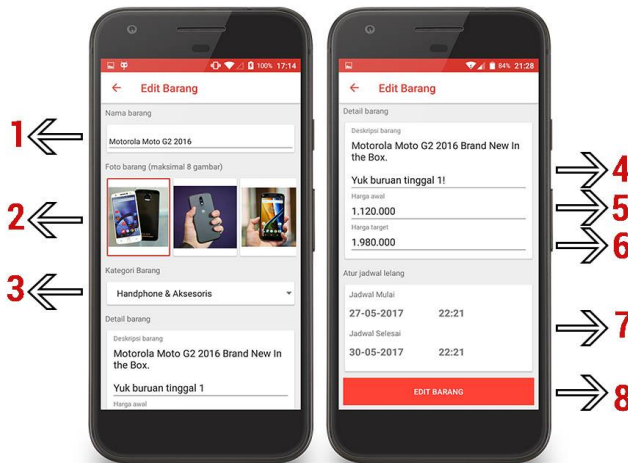 100% 17:14
Edit Barang
Nama barang
Motorola Moto G2 2016
Foto barang (maksimal 8 gambar)
Kategori Barang
Handphone & Aksesoris
Detail barang
Deskripsi barang
Motorola Moto G2 2016 Brand New In
the Box.
Yuk buruan tinggal 1
Harga awal
1
2
3
84% 21:28
Edit Barang
Detail barang
Deskripsi barang
Motorola Moto G2 2016 Brand New In
the Box.
Yuk buruan tinggal 1!
Harga awal
1.120.000
Harga target
1.980.000
Atur jadwal lelang
Jadwal Mulai
27-05-2017 22:21
Jadwal Selesai
30-05-2017 22:21
EDIT BARANG
4
5
6
7
8